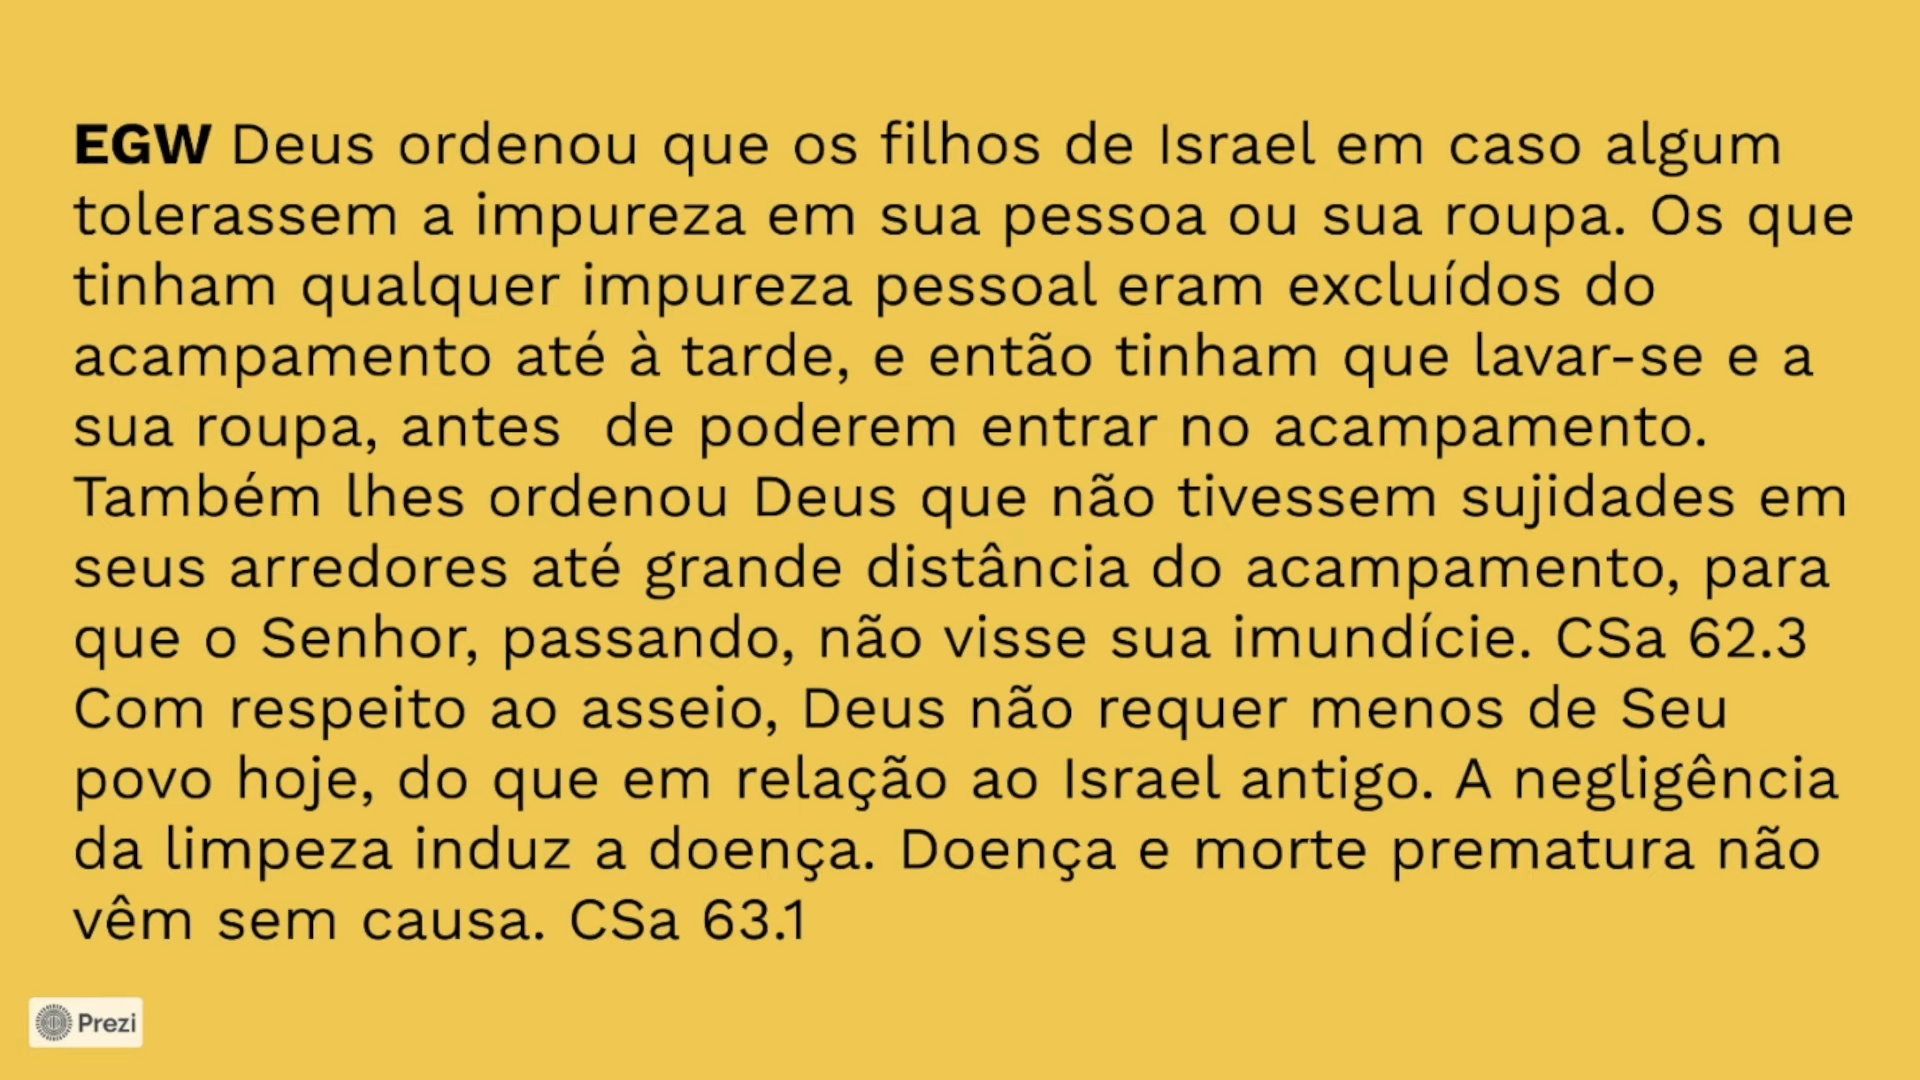 EGW Deus ordenou que os filhos de Israel em caso algum
tolerassem a impureza em sua pessoa ou sua roupa. Os que
tinham qualquer impureza pessoal eram excluídos do
acampamento até à tarde, e então tinham que lavar-se e a
sua roupa, antes  de poderem entrar no acampamento.
Também lhes ordenou Deus que não tivessem sujidades em
seus arredores até grande distância do acampamento, para
que o Senhor, passando, não visse sua imundície. CSa 62.3
Com respeito ao asseio, Deus não requer menos de Seu
povo hoje, do que em relação ao Israel antigo. A negligência
da limpeza induz a doença. Doença e morte prematura não
vêm sem causa. CSa 63.1
Prezi